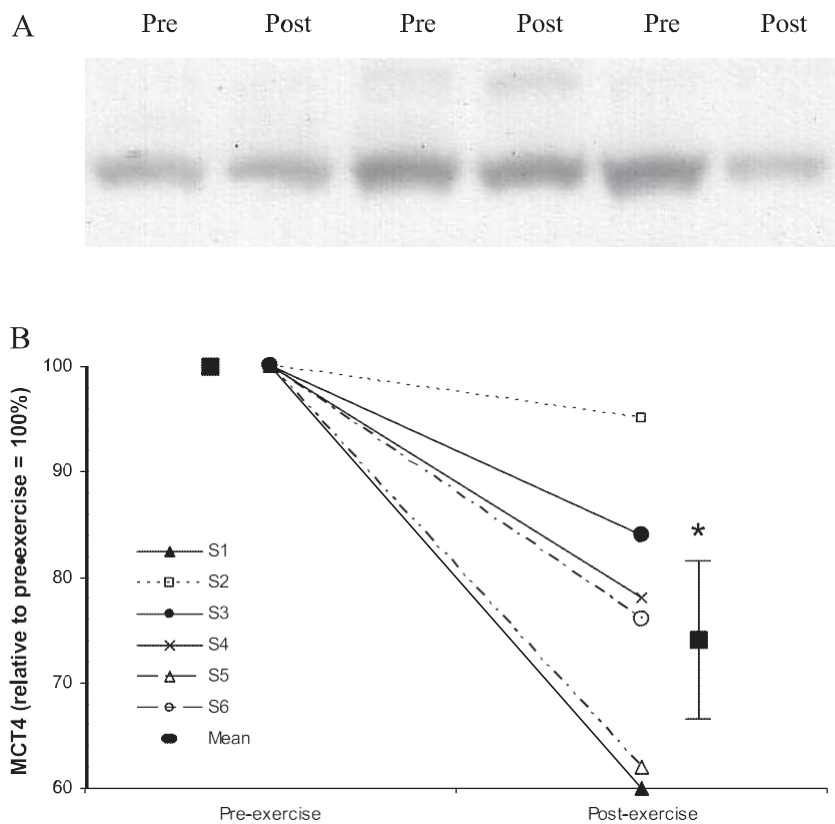 A
Pre Post Pre Post Pre Post
B
MCT4 (relative to pre-exercise = 100%)
100
90
80
70
60
*
S1
S2
S3
S4
S5
S6
Mean
Pre-exercise Post-exercise